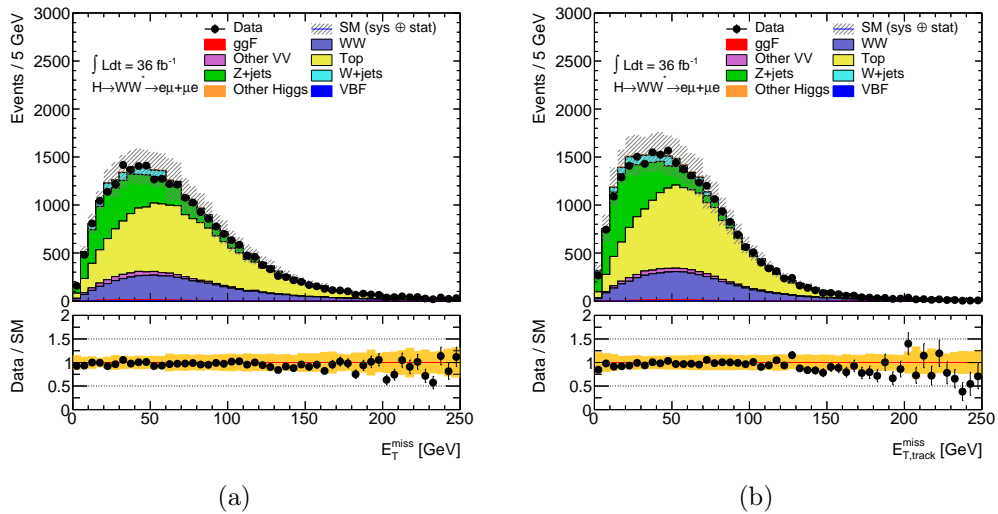 Events / 5 GeV
3000
2500
2000
1500
1000
500
0
Data
SM (sys ⊕ stat)
ggF
WW
Other VV
Top
Z+jets
W+jets
Other Higgs
VBF
∫ Ldt = 36 fb⁻¹
H→WW*→eμ+μe
Data / SM
2
1.5
1
0.5
0
0 50 100 150 200 250
E_T^miss [GeV]
(a)
Events / 5 GeV
3000
2500
2000
1500
1000
500
0
Data
SM (sys ⊕ stat)
ggF
WW
Other VV
Top
Z+jets
W+jets
Other Higgs
VBF
∫ Ldt = 36 fb⁻¹
H→WW*→eμ+μe
Data / SM
2
1.5
1
0.5
0
0 50 100 150 200 250
E_T,track^miss [GeV]
(b)